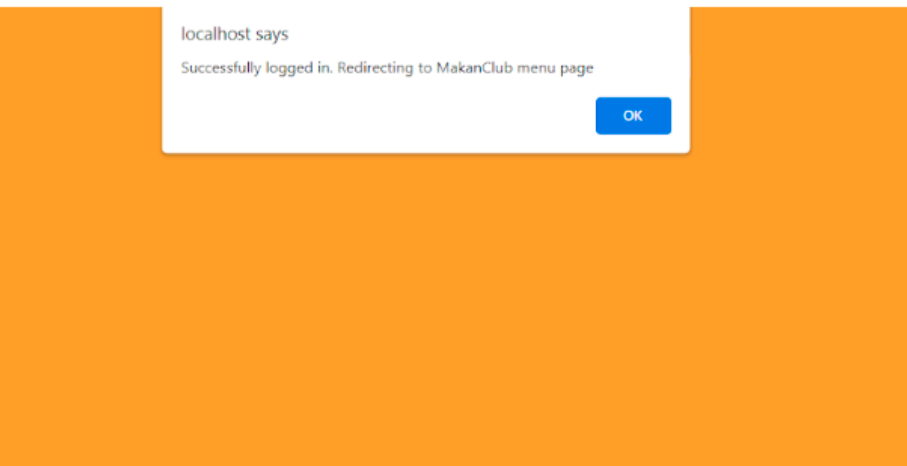 localhost says
Successfully logged in. Redirecting to MakanClub menu page
OK